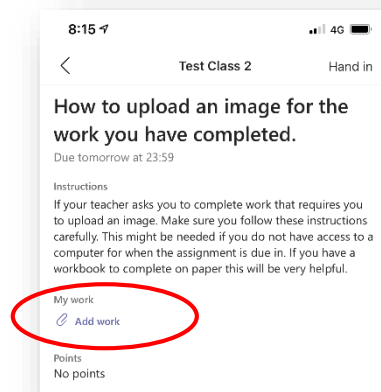 8:15
4G
Test Class 2
Hand in
How to upload an image for the
work you have completed.
Due tomorrow at 23:59
Instructions
If your teacher asks you to complete work that requires you
to upload an image. Make sure you follow these instructions
carefully. This might be needed if you do not have access to a
computer for when the assignment is due in. If you have a
workbook to complete on paper this will be very helpful.
My work
Add work
Points
No points